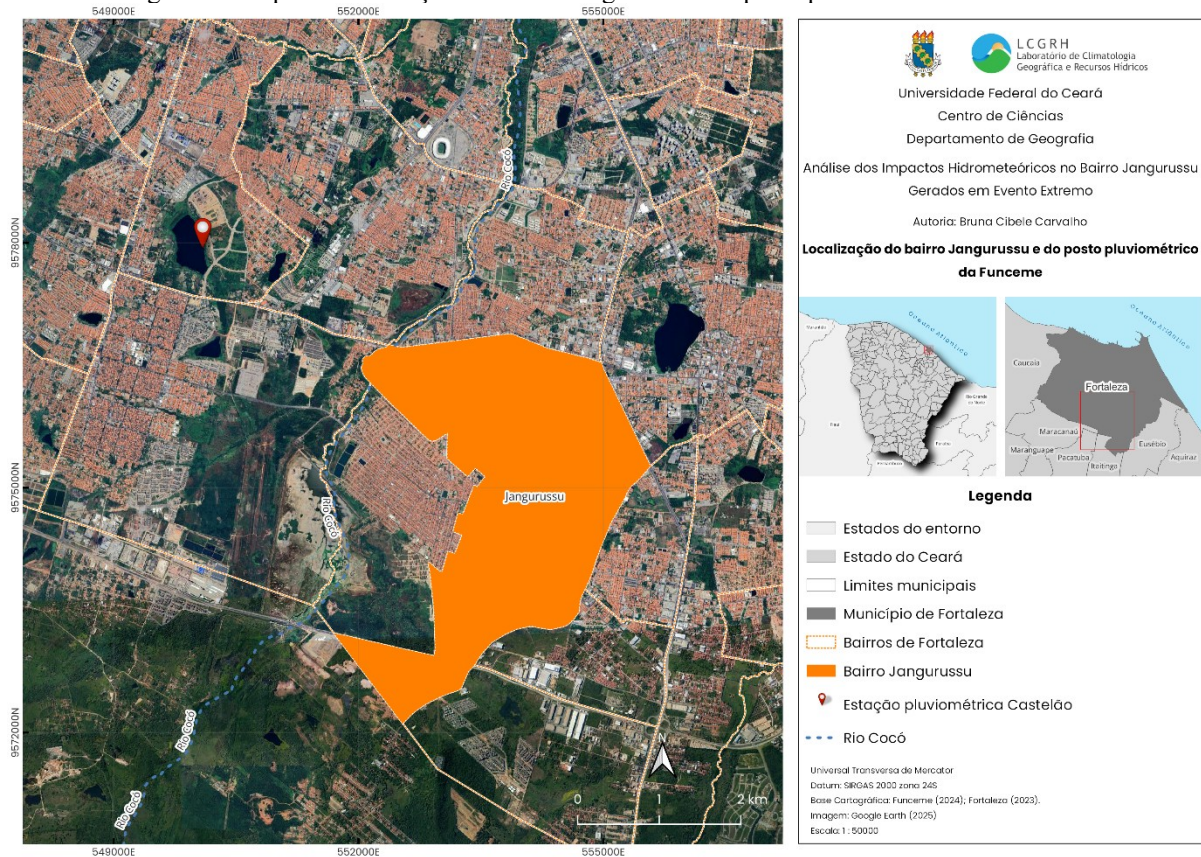 549000E 552000E 555000E
9578000N
9575000N
9572000N
Rio Cocó
Rio Cocó
Jangurussu
Rio Cocó
Rio Cocó
N
0 1 2 km
549000E 552000E 555000E
LCGRH
Laboratório de Climatologia
Geográfica e Recursos Hídricos
Universidade Federal do Ceará
Centro de Ciências
Departamento de Geografia
Análise dos Impactos Hidrometeóricos no Bairro Jangurussu
Gerados em Evento Extremo
Autoria: Bruna Cibele Carvalho
Localização do bairro Jangurussu e do posto pluviométrico
da Funceme
Oceano Atlântico
Oceano Atlântico
Caucaia
Fortaleza
Maracanaú
Eusébio
Maranguape
Pacatuba
Aquiraz
Itaitinga
Legenda
Estados do entorno
Estado do Ceará
Limites municipais
Município de Fortaleza
Bairros de Fortaleza
Bairro Jangurussu
Estação pluviométrica Castelão
Rio Cocó
Universal Transversa de Mercator
Datum: SIRGAS 2000 zona 24S
Base Cartográfica: Funceme (2024); Fortaleza (2023).
Imagem: Google Earth (2025)
Escala: 1 : 50000